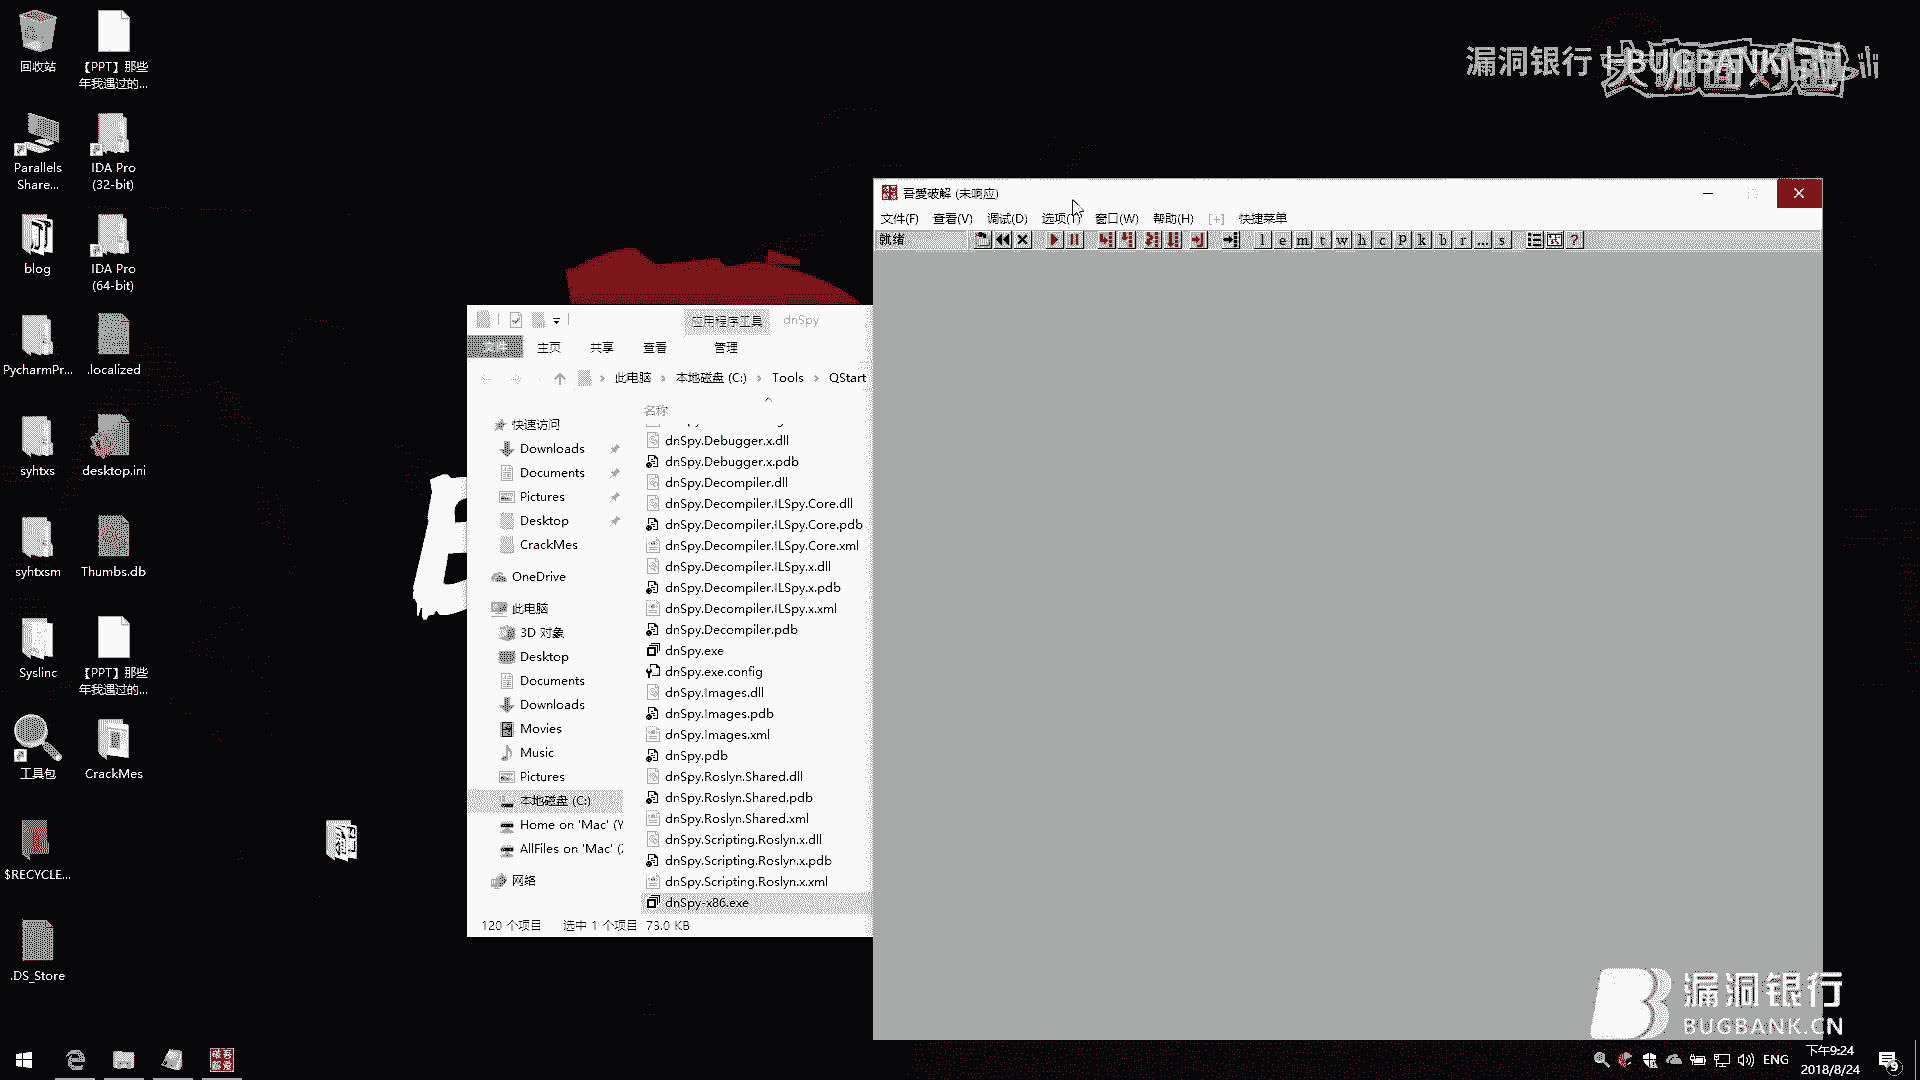 回收站
【PPT】那些
年我遇过的...
Parallels
Share...
IDA Pro
(32-bit)
blog
IDA Pro
(64-bit)
PycharmPr...
.localized
syhtxs
desktop.ini
syhtxsm
Thumbs.db
Syslinc
【PPT】那些
年我遇过的...
工具包
CrackMes
$RECYCLE...
.DS_Store
漏洞银行
BUGBANK
吾愛破解 (未响应)
文件(F) 查看(V) 调试(D) 选项(T) 窗口(W) 帮助(H) [+] 快捷菜单
就绪
l e m t w h c P k b r ... s ?
应用程序工具 dnSpy
文件 主页 共享 查看 管理
此电脑 › 本地磁盘 (C:) › Tools › QStart
名称
快速访问
Downloads
Documents
Pictures
Desktop
CrackMes
OneDrive
此电脑
3D 对象
Desktop
Documents
Downloads
Movies
Music
Pictures
本地磁盘 (C:)
Home on 'Mac' (Y
AllFiles on 'Mac' (Z
网络
dnSpy.Debugger.x.dll
dnSpy.Debugger.x.pdb
dnSpy.Decompiler.dll
dnSpy.Decompiler.ILSpy.Core.dll
dnSpy.Decompiler.ILSpy.Core.pdb
dnSpy.Decompiler.ILSpy.Core.xml
dnSpy.Decompiler.ILSpy.x.dll
dnSpy.Decompiler.ILSpy.x.pdb
dnSpy.Decompiler.ILSpy.x.xml
dnSpy.Decompiler.pdb
dnSpy.exe
dnSpy.exe.config
dnSpy.Images.dll
dnSpy.Images.pdb
dnSpy.Images.xml
dnSpy.pdb
dnSpy.Roslyn.Shared.dll
dnSpy.Roslyn.Shared.pdb
dnSpy.Roslyn.Shared.xml
dnSpy.Scripting.Roslyn.x.dll
dnSpy.Scripting.Roslyn.x.pdb
dnSpy.Scripting.Roslyn.x.xml
dnSpy-x86.exe
120 个项目 选中 1 个项目 73.0 KB
漏洞银行
BUGBANK.CN
ENG
下午9:24
2018/8/24
9